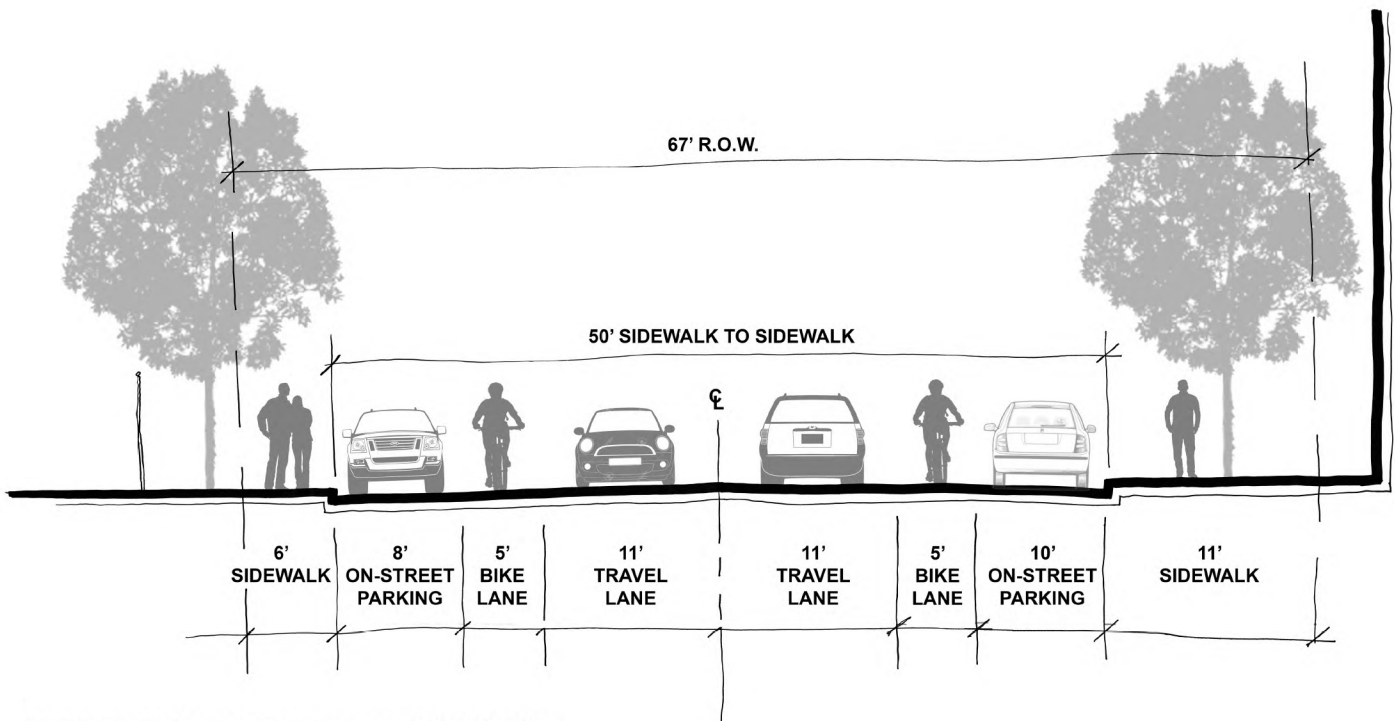 67’ R.O.W.
50’ SIDEWALK TO SIDEWALK
℄
6’
SIDEWALK
8’
ON-STREET
PARKING
5’
BIKE
LANE
11’
TRAVEL
LANE
11’
TRAVEL
LANE
5’
BIKE
LANE
10’
ON-STREET
PARKING
11’
SIDEWALK